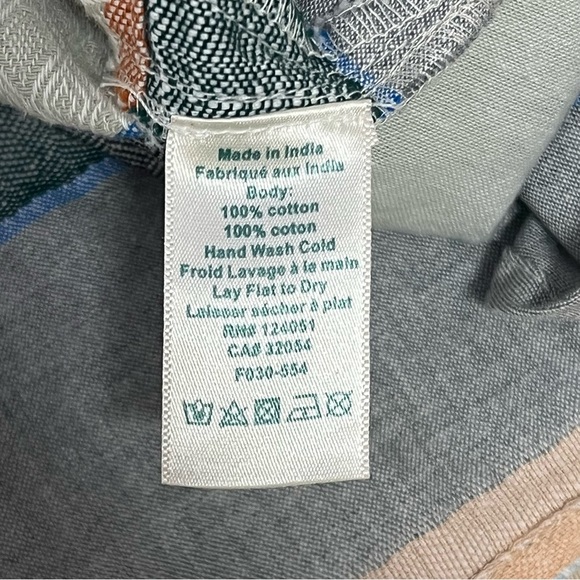 Made in India
Fabriqué aux India
Body:
100% cotton
100% coton
Hand Wash Cold
Froid Lavage à la main
Lay Flat to Dry
Laisser sécher à plat
RN# 124051
CA# 32054
F030-554